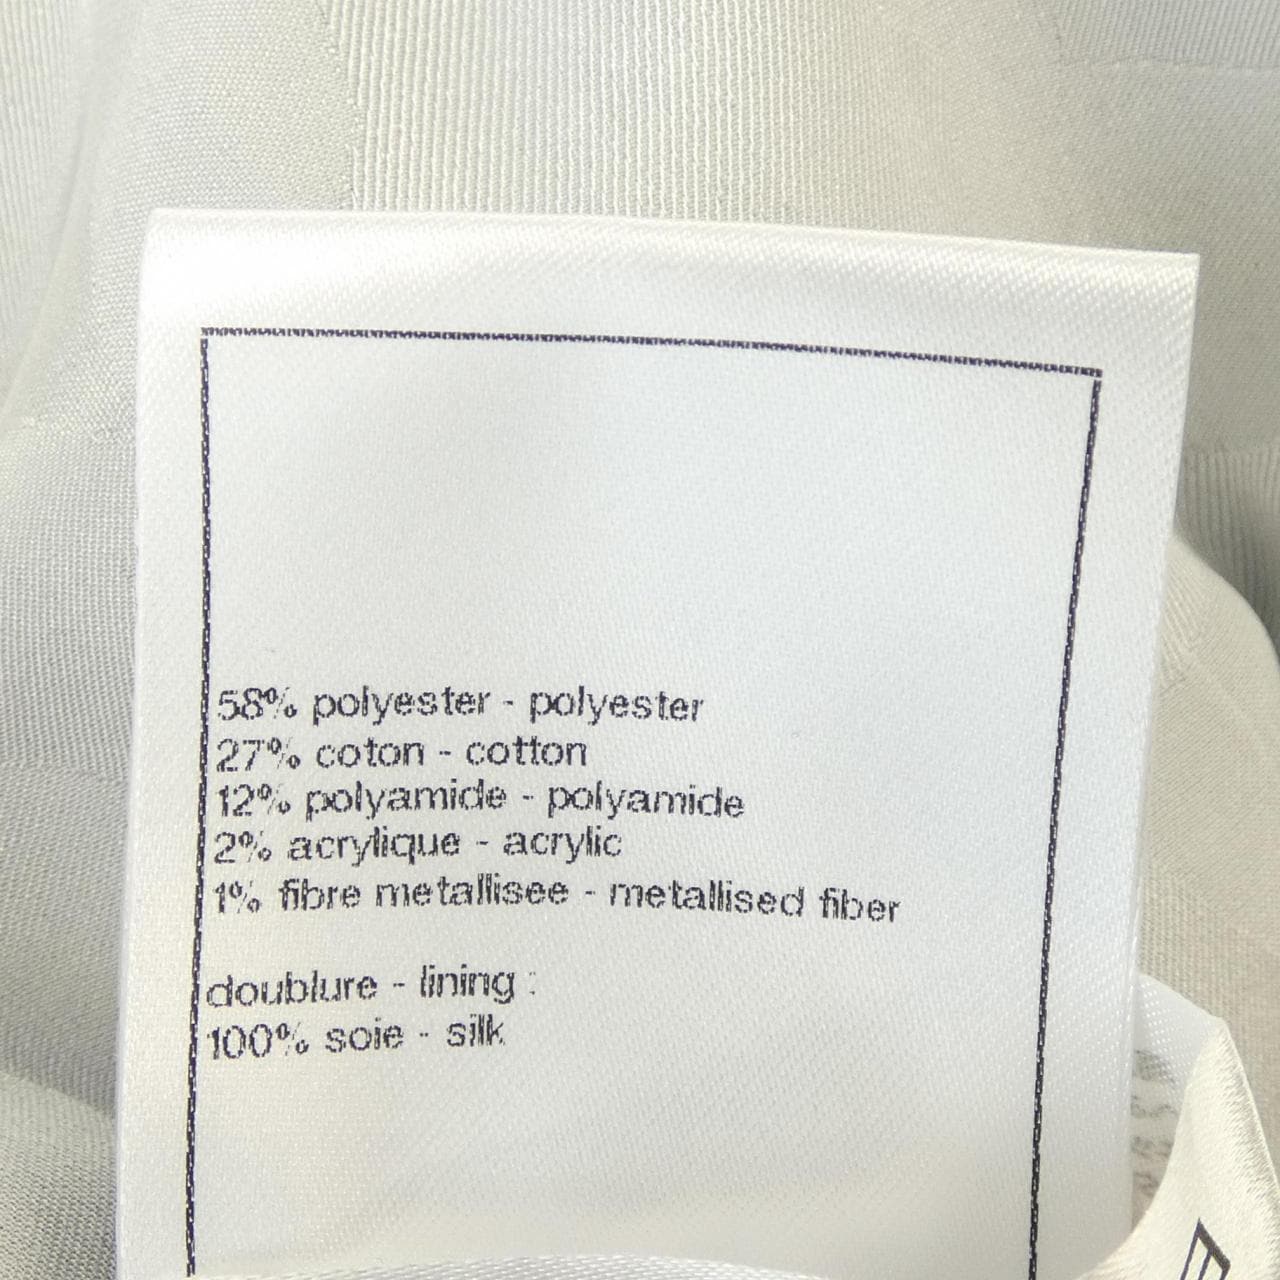 58% polyester - polyester
27% coton - cotton
12% polyamide - polyamide
2% acrylique - acrylic
1% fibre metallisee - metallised fiber
doublure - lining :
100% soie - silk